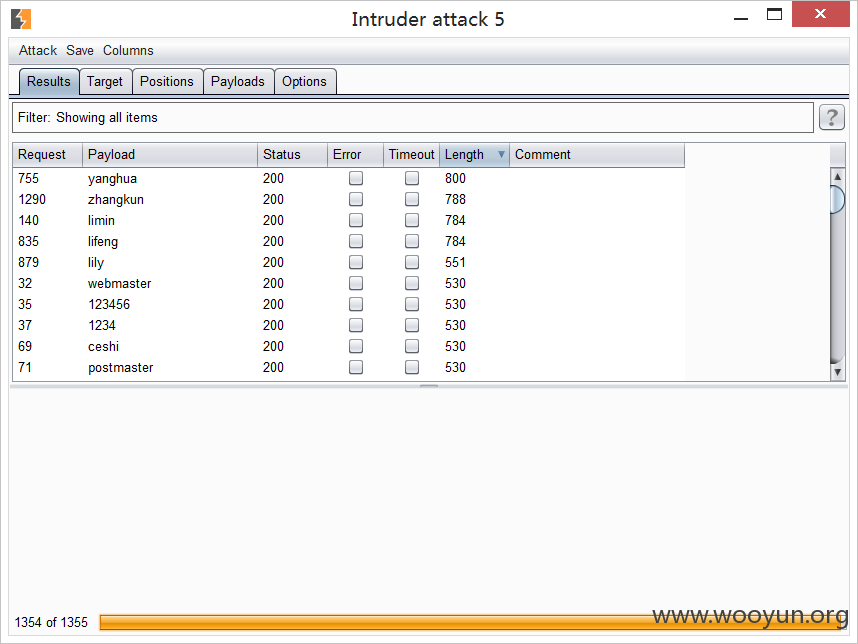 Intruder attack 5
Attack Save Columns
Results Target Positions Payloads Options
Filter: Showing all items ?
Request Payload Status Error Timeout Length Comment
755 yanghua 200 800
1290 zhangkun 200 788
140 limin 200 784
835 lifeng 200 784
879 lily 200 551
32 webmaster 200 530
35 123456 200 530
37 1234 200 530
69 ceshi 200 530
71 postmaster 200 530
1354 of 1355
www.wooyun.org